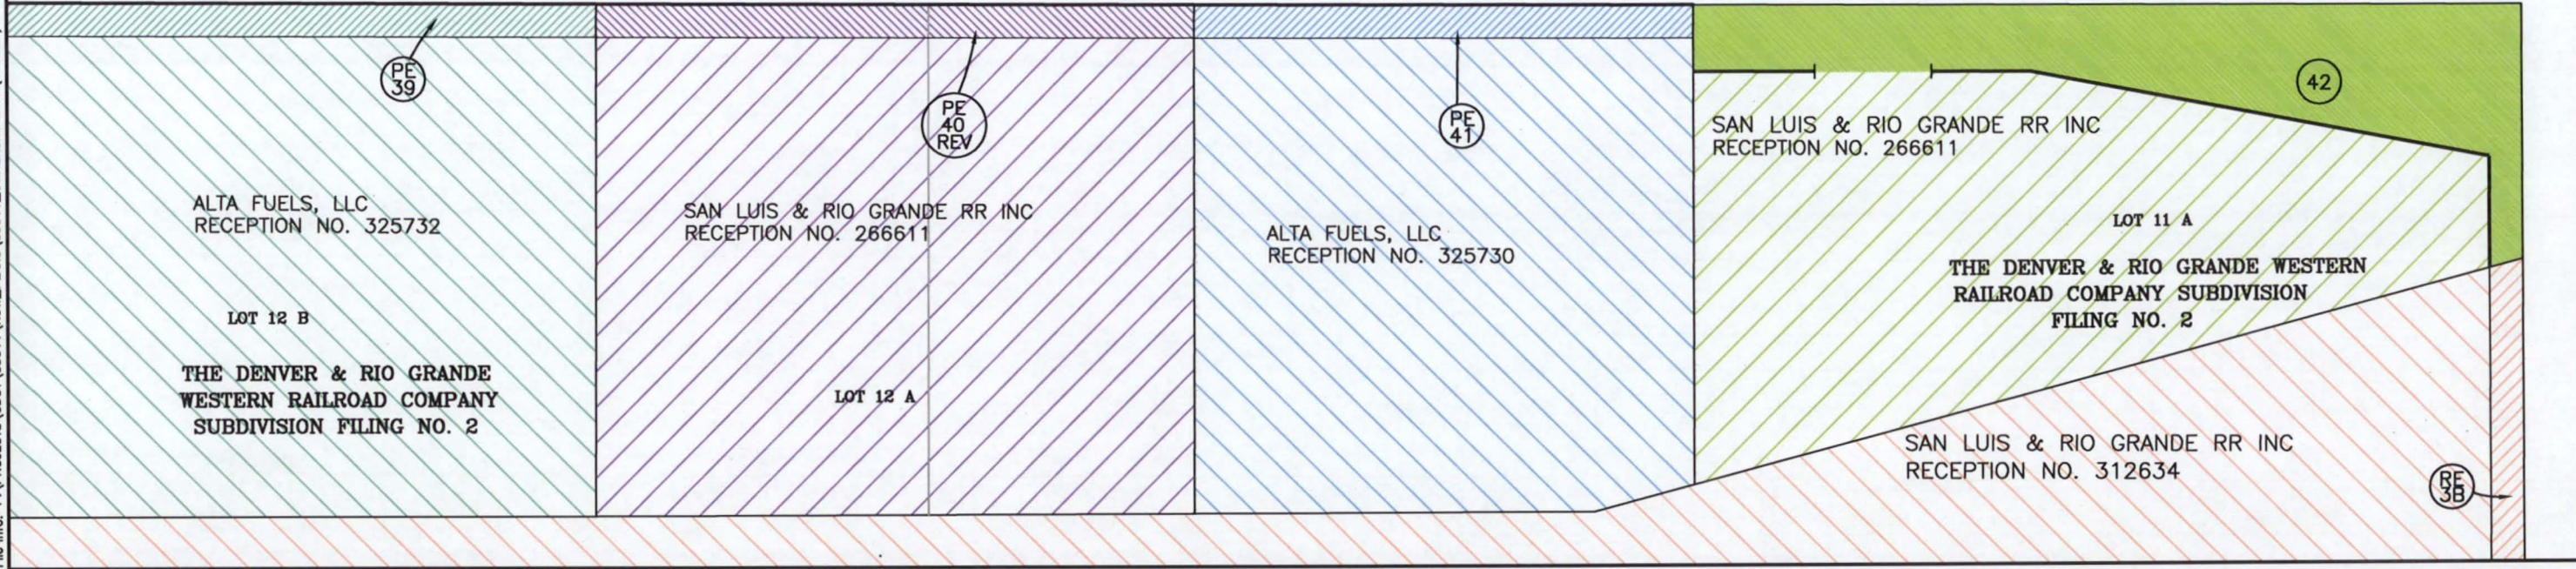 PE
39
ALTA FUELS, LLC
RECEPTION NO. 325732
LOT 12 B
THE DENVER & RIO GRANDE
WESTERN RAILROAD COMPANY
SUBDIVISION FILING NO. 2
PE
40
REV
SAN LUIS & RIO GRANDE RR INC
RECEPTION NO. 266611
LOT 12 A
PE
41
ALTA FUELS, LLC
RECEPTION NO. 325730
42
SAN LUIS & RIO GRANDE RR INC
RECEPTION NO. 266611
LOT 11 A
THE DENVER & RIO GRANDE WESTERN
RAILROAD COMPANY SUBDIVISION
FILING NO. 2
SAN LUIS & RIO GRANDE RR INC
RECEPTION NO. 312634
RE
3B